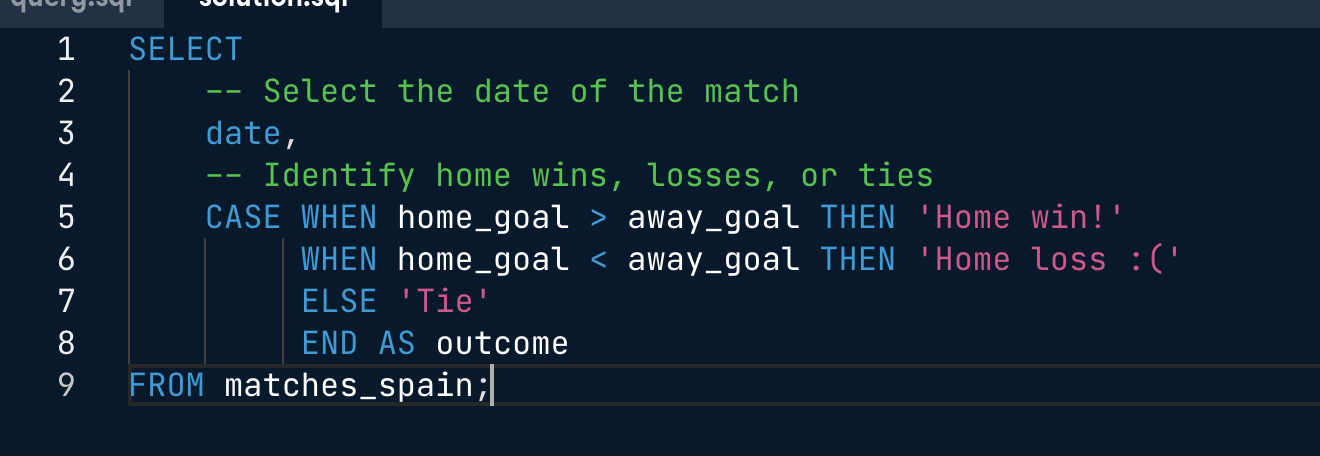 query.sql solution.sql
1 SELECT
2 -- Select the date of the match
3 date,
4 -- Identify home wins, losses, or ties
5 CASE WHEN home_goal > away_goal THEN 'Home win!'
6 WHEN home_goal < away_goal THEN 'Home loss :('
7 ELSE 'Tie'
8 END AS outcome
9 FROM matches_spain;